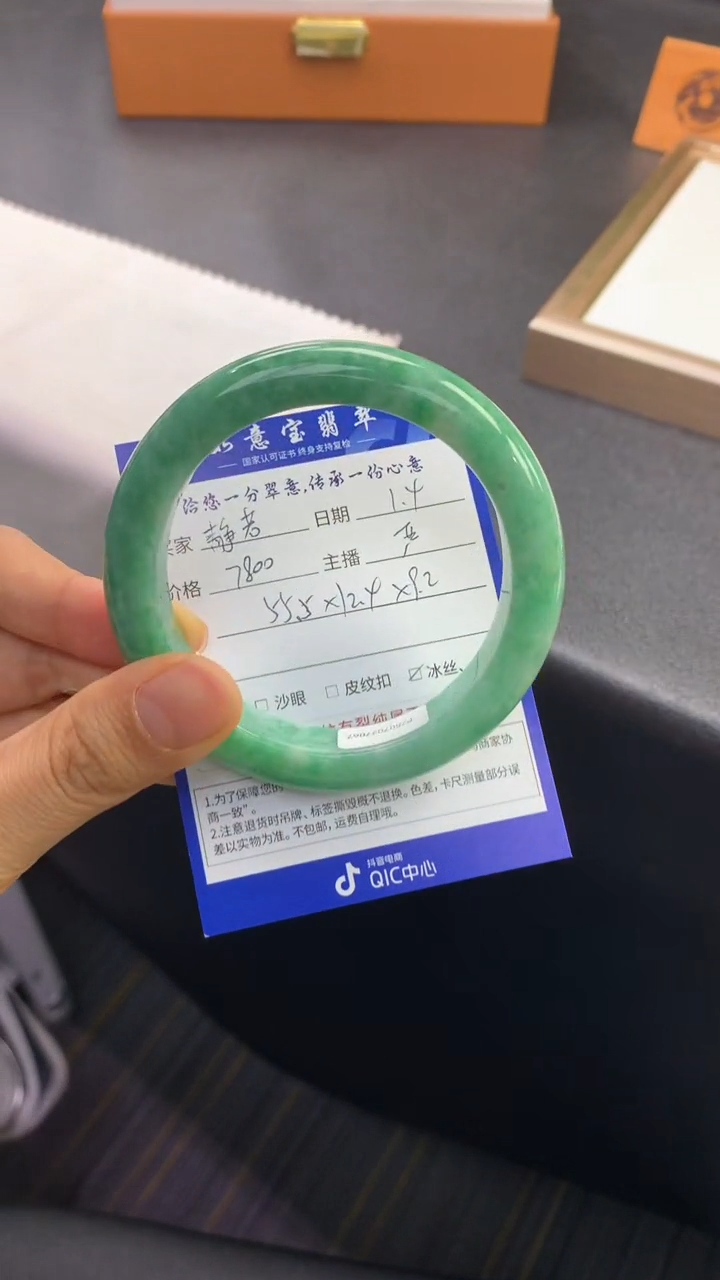 意宝翡翠
国家认可证书 终身支持复检
给您一分翠意,传承一份心意
家 静 日期 1.4
价格 7800 主播
55.5×12.4×9.2
□沙眼 □皮纹扣 ☑冰丝、
1.为了保障您的 商家协
商一致”。
2.注意退货时吊牌、标签撕毁概不退换。色差,卡尺测量部分误
差以实物为准。不包邮,运费自理哦。
抖音电商
QIC中心